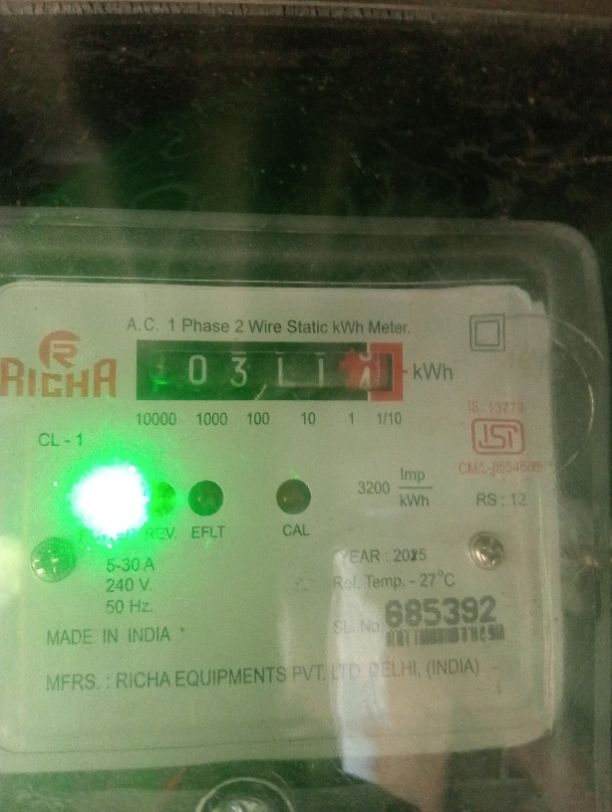 A.C. 1 Phase 2 Wire Static kWh Meter.
RICHA
0 3
kWh
10000 1000 100 10 1 1/10
CL - 1
IS: 13779
3200 Imp
kWh
RS : 12
REV. EFLT CAL
5-30 A
240 V.
50 Hz.
YEAR : 2025
Ref. Temp. - 27°C
SL. No. 685392
MADE IN INDIA
MFRS. : RICHA EQUIPMENTS PVT. LTD. DELHI, (INDIA)